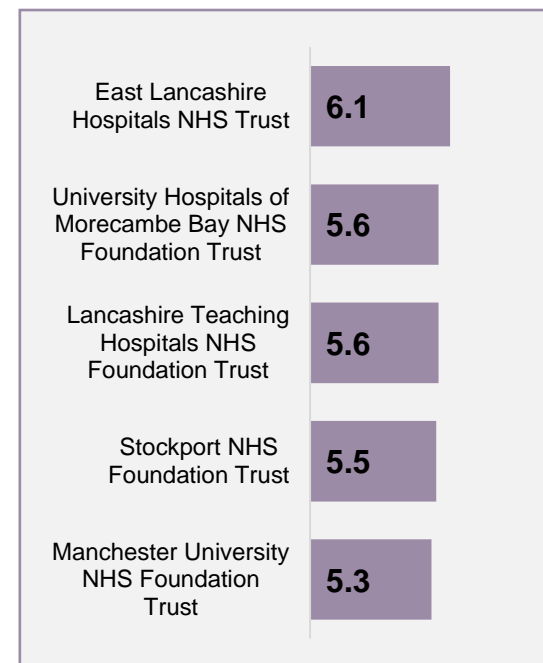 East Lancashire
Hospitals NHS Trust
6.1
University Hospitals of
Morecambe Bay NHS
Foundation Trust
5.6
Lancashire Teaching
Hospitals NHS
Foundation Trust
5.6
Stockport NHS
Foundation Trust
5.5
Manchester University
NHS Foundation
Trust
5.3